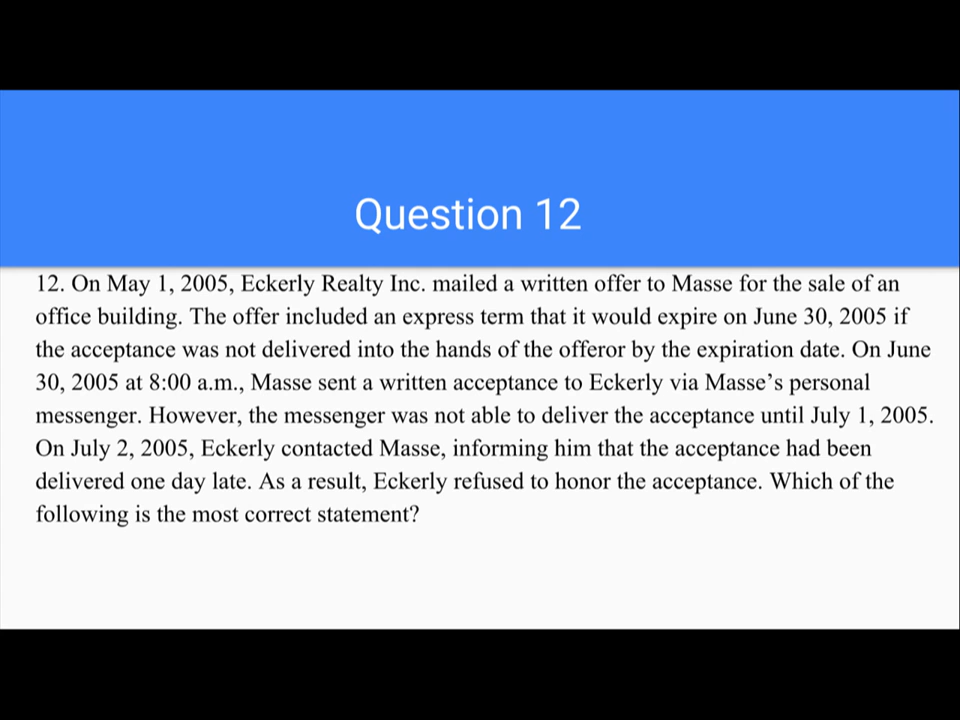 Question 12
12. On May 1, 2005, Eckerly Realty Inc. mailed a written offer to Masse for the sale of an
office building. The offer included an express term that it would expire on June 30, 2005 if
the acceptance was not delivered into the hands of the offeror by the expiration date. On June
30, 2005 at 8:00 a.m., Masse sent a written acceptance to Eckerly via Masse's personal
messenger. However, the messenger was not able to deliver the acceptance until July 1, 2005.
On July 2, 2005, Eckerly contacted Masse, informing him that the acceptance had been
delivered one day late. As a result, Eckerly refused to honor the acceptance. Which of the
following is the most correct statement?